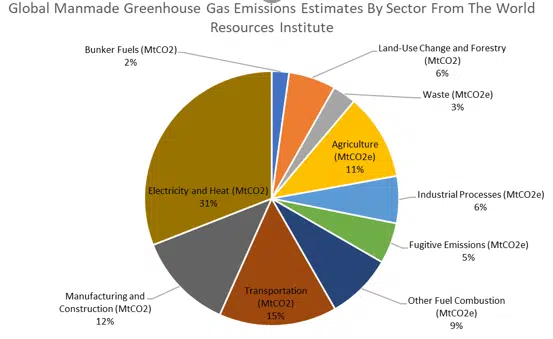 Global Manmade Greenhouse Gas Emissions Estimates By Sector From The World
Resources Institute
Bunker Fuels (MtCO2)
2%
Land-Use Change and Forestry
(MtCO2)
6%
Waste (MtCO2e)
3%
Agriculture
(MtCO2e)
11%
Industrial Processes (MtCO2e)
6%
Fugitive Emissions (MtCO2e)
5%
Other Fuel Combustion
(MtCO2e)
9%
Transportation
(MtCO2)
15%
Manufacturing and
Construction (MtCO2)
12%
Electricity and Heat (MtCO2)
31%